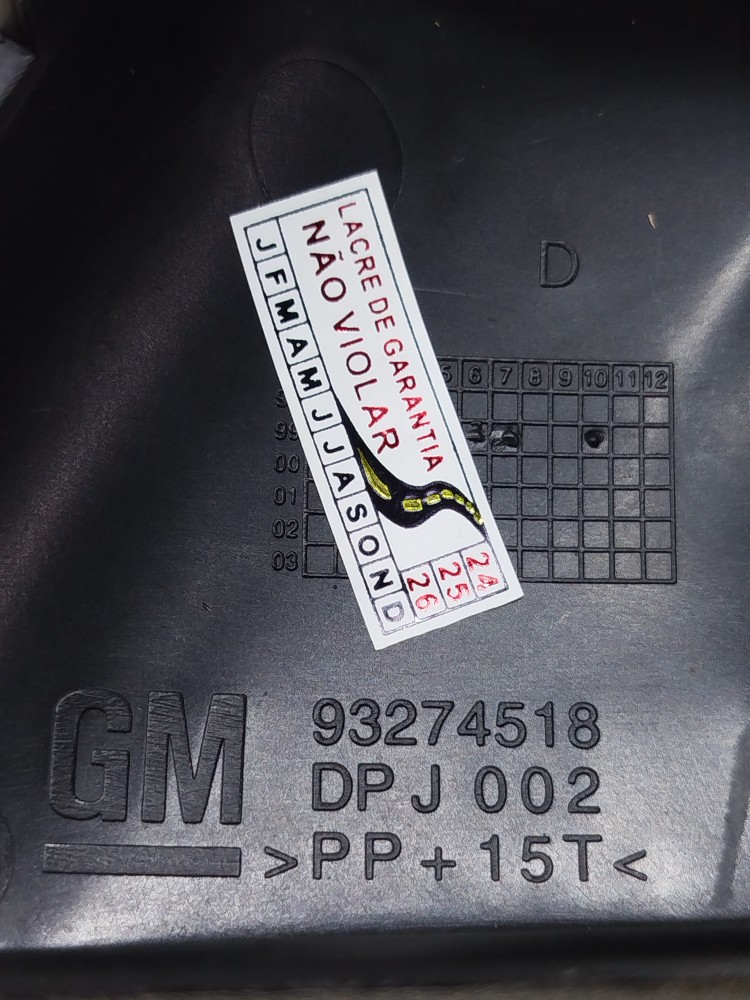 LACRE DE GARANTIA
NÃO VIOLAR
J F M A M J J A S O N D
24
25
26
D
6 7 8 9 10 11 12
99
00
01
02
03
GM
93274518
DPJ 002
>PP+15T<